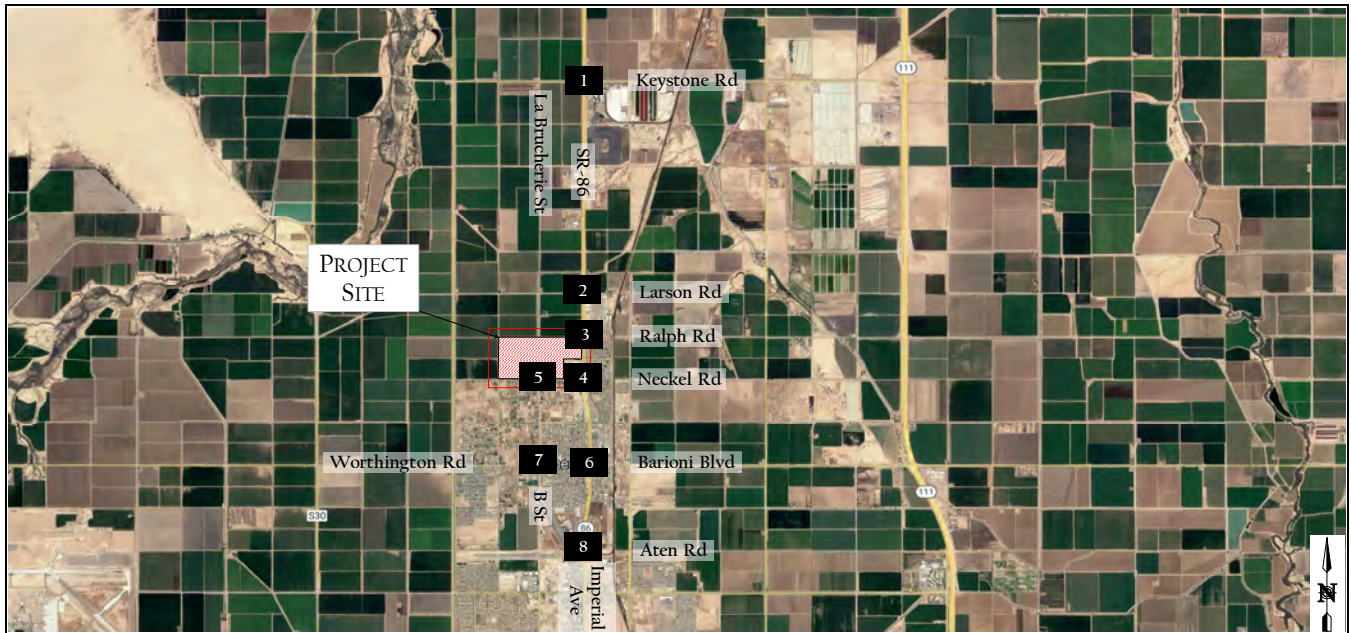 1
Keystone Rd
111
La Brucherie St
SR-86
PROJECT
SITE
2
Larson Rd
3
Ralph Rd
5
4
Neckel Rd
Worthington Rd
7
6
Barioni Blvd
B St
S30
111
86
8
Aten Rd
Imperial
Ave
N